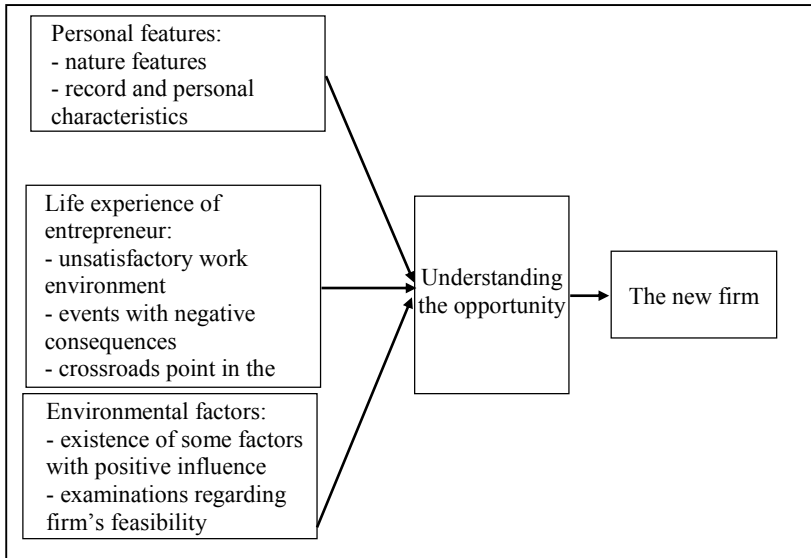 Personal features:
- nature features
- record and personal
characteristics
Life experience of
entrepreneur:
- unsatisfactory work
environment
- events with negative
consequences
- crossroads point in the
Environmental factors:
- existence of some factors
with positive influence
- examinations regarding
firm's feasibility
Understanding
the opportunity
The new firm